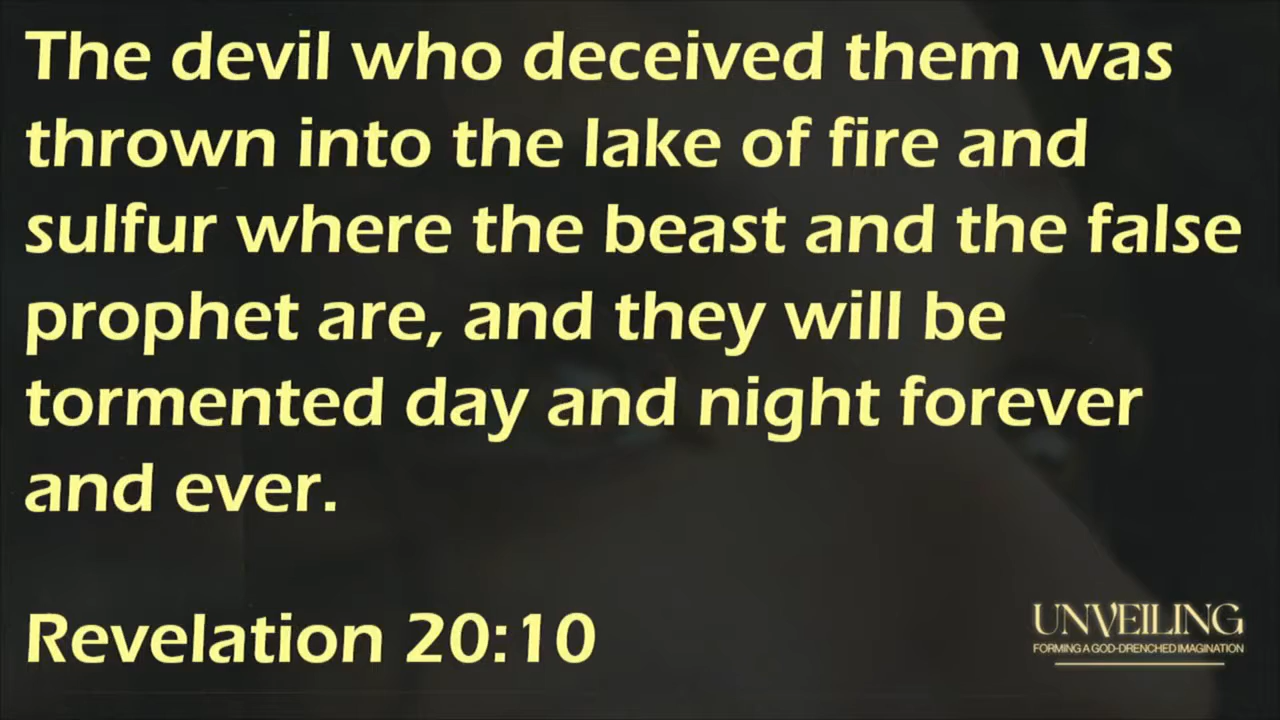 The devil who deceived them was
thrown into the lake of fire and
sulfur where the beast and the false
prophet are, and they will be
tormented day and night forever
and ever.
Revelation 20:10
UNVEILING
FORMING A GOD-DRENCHED IMAGINATION